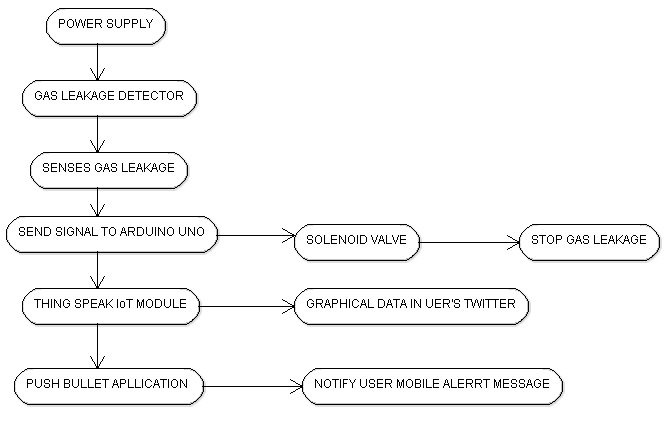 POWER SUPPLY
GAS LEAKAGE DETECTOR
SENSES GAS LEAKAGE
SEND SIGNAL TO ARDUINO UNO
SOLENOID VALVE
STOP GAS LEAKAGE
THING SPEAK IoT MODULE
GRAPHICAL DATA IN UER'S TWITTER
PUSH BULLET APLLICATION
NOTIFY USER MOBILE ALERRT MESSAGE